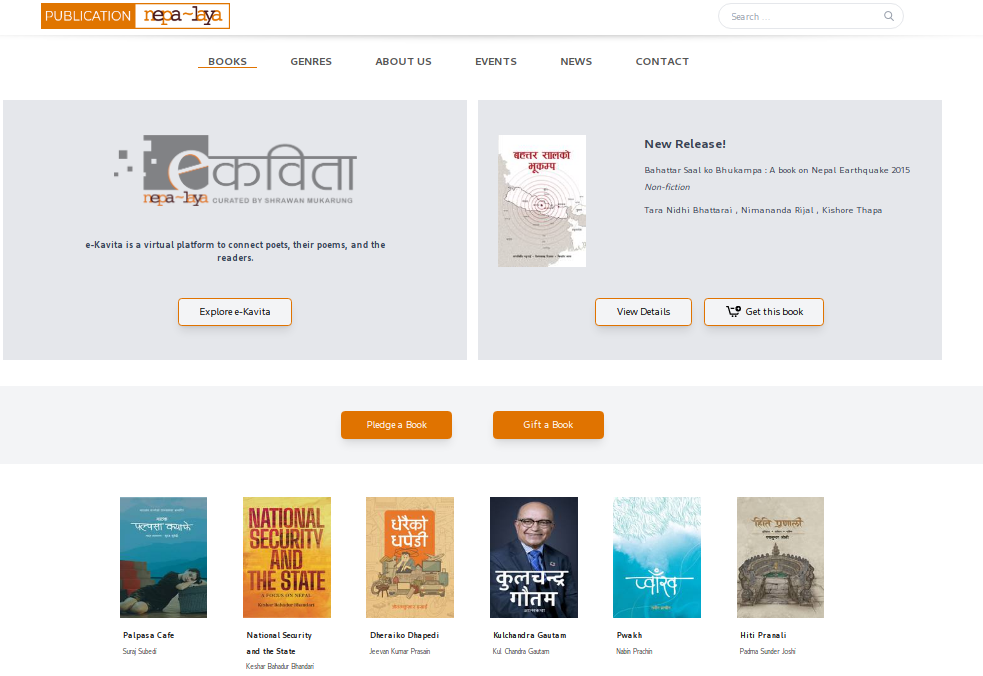 PUBLICATION nepa~laya
Search ...
BOOKS GENRES ABOUT US EVENTS NEWS CONTACT
eकविता
nepa~laya CURATED BY SHRAWAN MUKARUNG
e-Kavita is a virtual platform to connect poets, their poems, and the
readers.
Explore e-Kavita
बहत्तर सालको
भूकम्प
New Release!
Bahattar Saal ko Bhukampa : A book on Nepal Earthquake 2015
Non-fiction
Tara Nidhi Bhattarai , Nirnananda Rijal , Kishore Thapa
View Details
Get this book
Pledge a Book
Gift a Book
पल्पसा क्याफे
NATIONAL
SECURITY
AND
THE STATE
A FOCUS ON NEPAL
Keshar Bahadur Bhandari
धेरैको
धपेडी
कुलचन्द्र
गौतम
प्वाँख
हिति प्रणाली
Palpasa Cafe
Suraj Subedi
National Security
and the State
Keshar Bahadur Bhandari
Dheraiko Dhapedi
Jeevan Kumar Prasain
Kulchandra Gautam
Kul Chandra Gautam
Pwakh
Nabin Prachin
Hiti Pranali
Padma Sunder Joshi